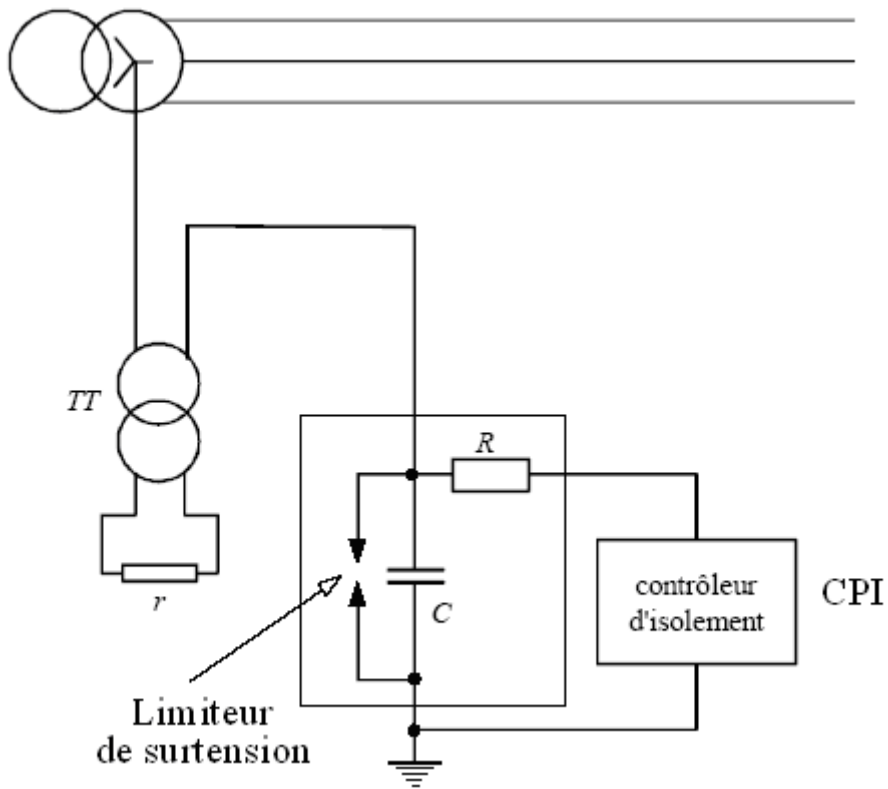 TT
r
R
C
contrôleur
d'isolement
CPI
Limiteur
de surtension